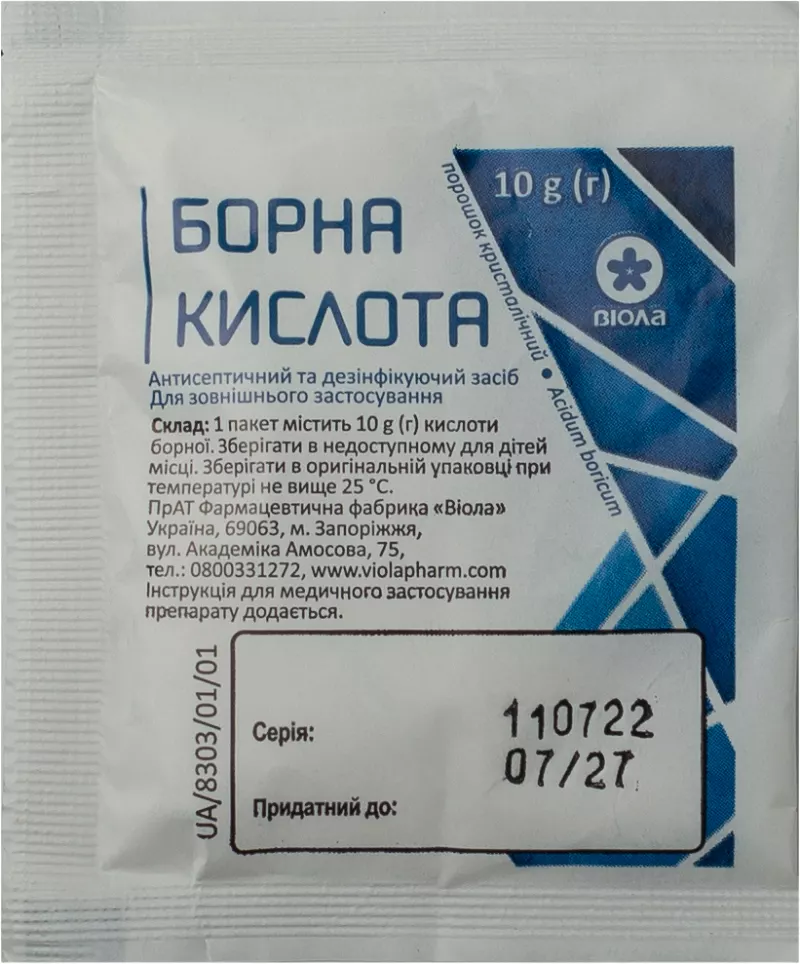 10 g (г)
БОРНА
КИСЛОТА
порошок кристалічний • Acidum boricum
ВІОЛА
Антисептичний та дезінфікуючий засіб
Для зовнішнього застосування
Склад: 1 пакет містить 10 g (г) кислоти
борної. Зберігати в недоступному для дітей
місці. Зберігати в оригінальній упаковці при
температурі не вище 25 °С.
ПрАТ Фармацевтична фабрика «Віола»
Україна, 69063, м. Запоріжжя,
вул. Академіка Амосова, 75,
тел.: 0800331272, www.violapharm.com
Інструкція для медичного застосування
препарату додається.
UA/8303/01/01
Серія:
110722
07/27
Придатний до: